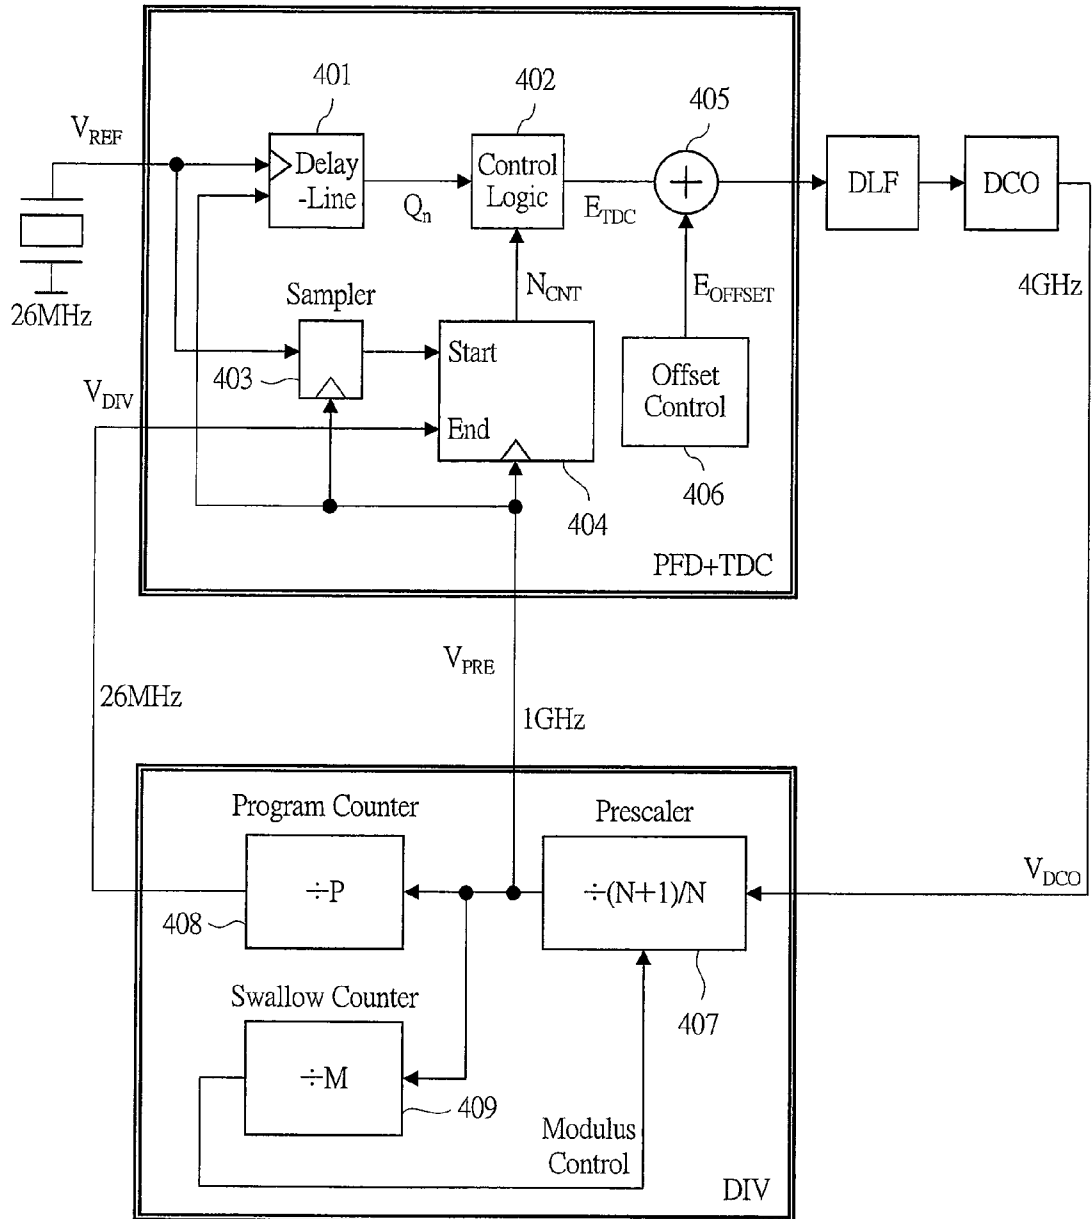 401
402
405
V_REF
Delay
-Line
Control
Logic
DLF
DCO
Q_n
E_TDC
26MHz
Sampler
N_CNT
E_OFFSET
4GHz
403
Start
Offset
Control
V_DIV
End
406
404
PFD+TDC
V_PRE
26MHz
1GHz
Program Counter
Prescaler
÷P
÷(N+1)/N
V_DCO
408
407
Swallow Counter
÷M
409
Modulus
Control
DIV